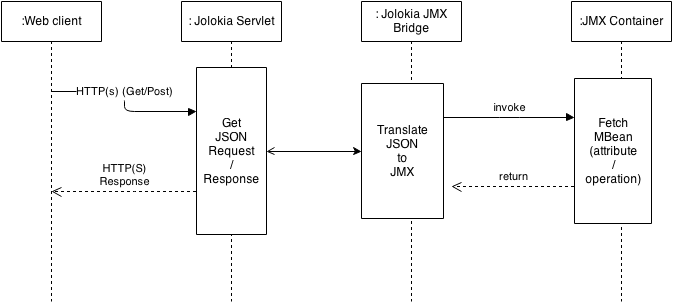 :Web client
: Jolokia Servlet
: Jolokia JMX
Bridge
:JMX Container
HTTP(s) (Get/Post)
Get
JSON
Request
/
Response
Translate
JSON
to
JMX
invoke
Fetch
MBean
(attribute
/
operation)
HTTP(S)
Response
return